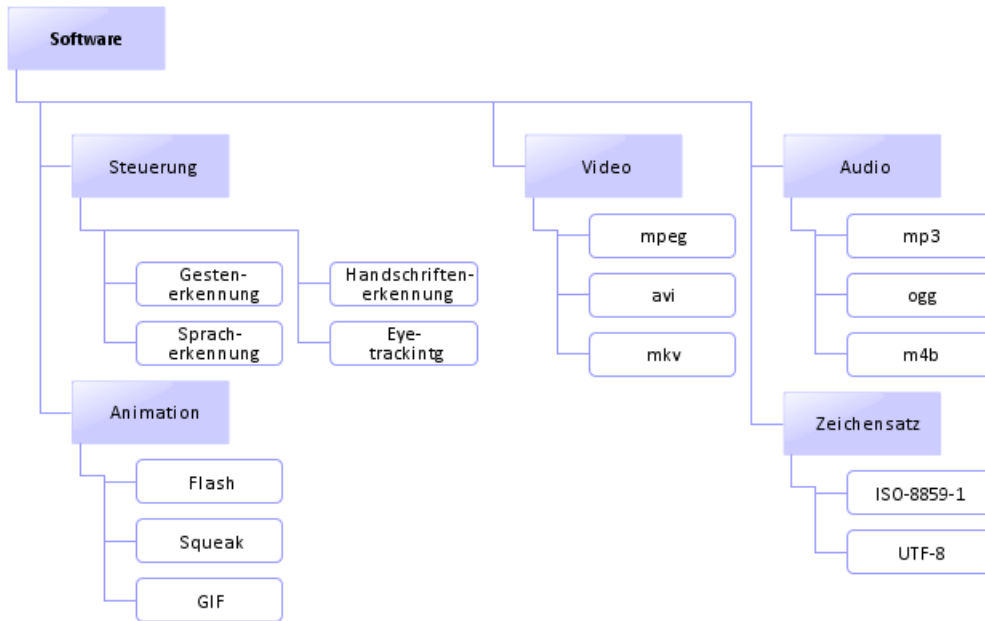 Software
Steuerung
Gesten-
erkennung
Sprach-
erkennung
Handschriften-
erkennung
Eye-
trackintg
Animation
Flash
Squeak
GIF
Video
mpeg
avi
mkv
Audio
mp3
ogg
m4b
Zeichensatz
ISO-8859-1
UTF-8